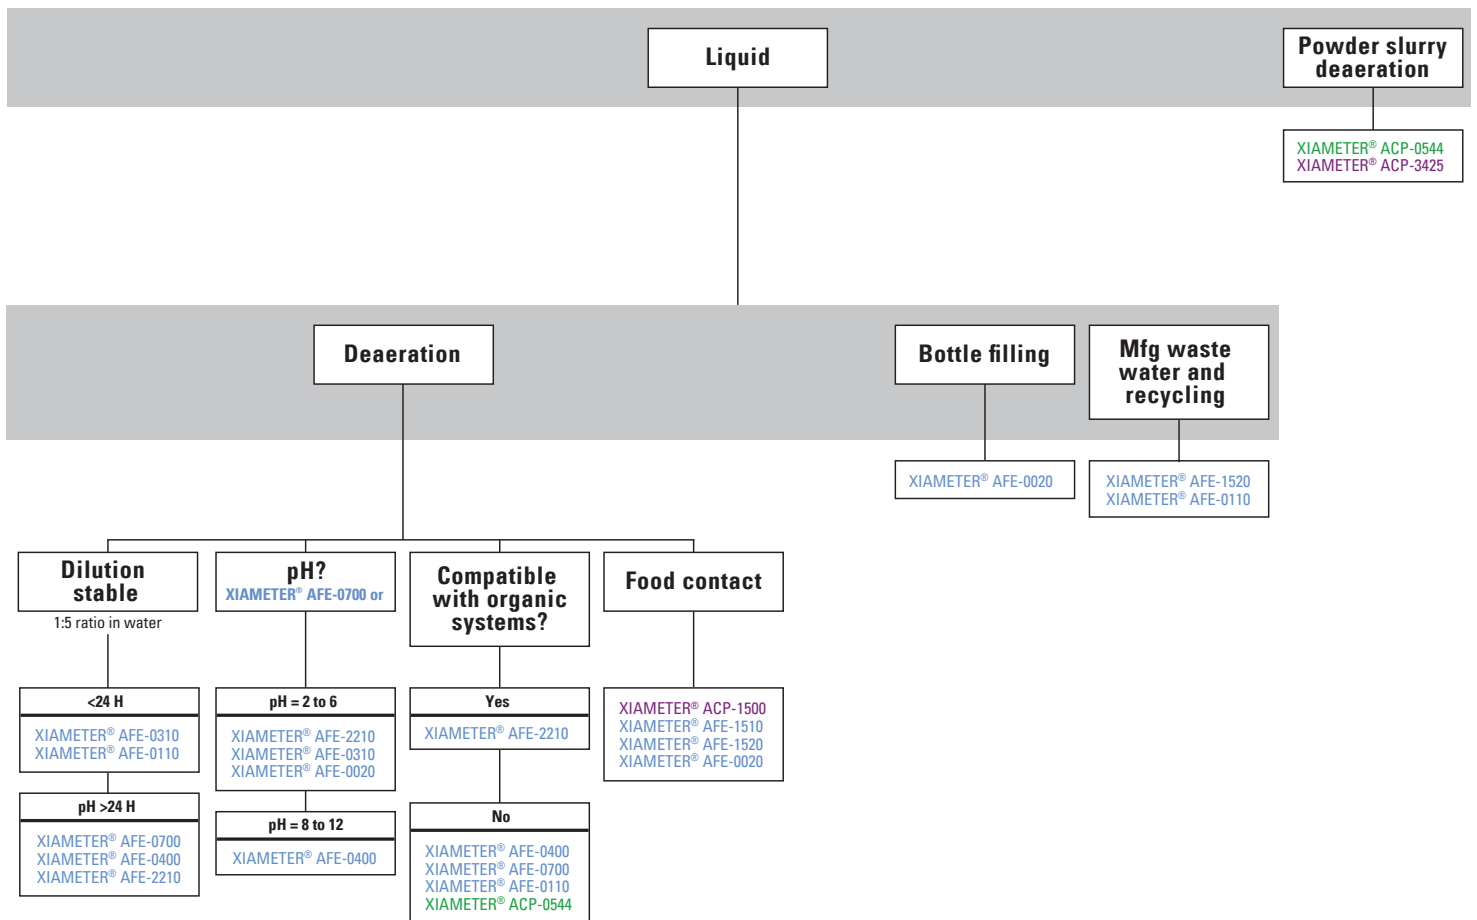 Liquid
Powder slurry
deaeration
XIAMETER® ACP-0544
XIAMETER® ACP-3425
Deaeration
Bottle filling
Mfg waste
water and
recycling
XIAMETER® AFE-0020
XIAMETER® AFE-1520
XIAMETER® AFE-0110
Dilution
stable
1:5 ratio in water
<24 H
XIAMETER® AFE-0310
XIAMETER® AFE-0110
pH >24 H
XIAMETER® AFE-0700
XIAMETER® AFE-0400
XIAMETER® AFE-2210
pH?
XIAMETER® AFE-0700 or
pH = 2 to 6
XIAMETER® AFE-2210
XIAMETER® AFE-0310
XIAMETER® AFE-0020
pH = 8 to 12
XIAMETER® AFE-0400
Compatible
with organic
systems?
Yes
XIAMETER® AFE-2210
No
XIAMETER® AFE-0400
XIAMETER® AFE-0700
XIAMETER® AFE-0110
XIAMETER® ACP-0544
Food contact
XIAMETER® ACP-1500
XIAMETER® AFE-1510
XIAMETER® AFE-1520
XIAMETER® AFE-0020